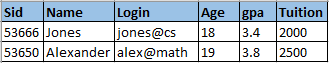 Sid Name Login Age gpa Tuition
53666 Jones jones@cs 18 3.4 2000
53650 Alexander alex@math 19 3.8 2500